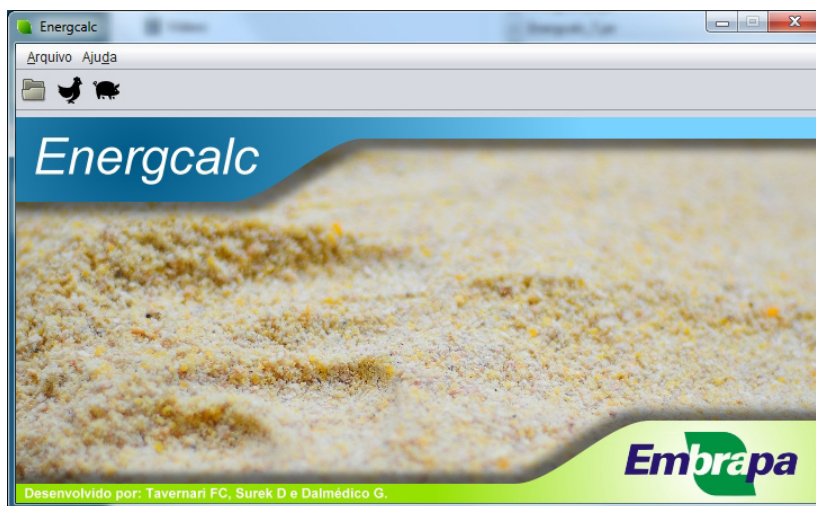 Energcalc
Arquivo Ajuda
Energcalc
Embrapa
Desenvolvido por: Tavernari FC, Surek D e Dalmédico G.